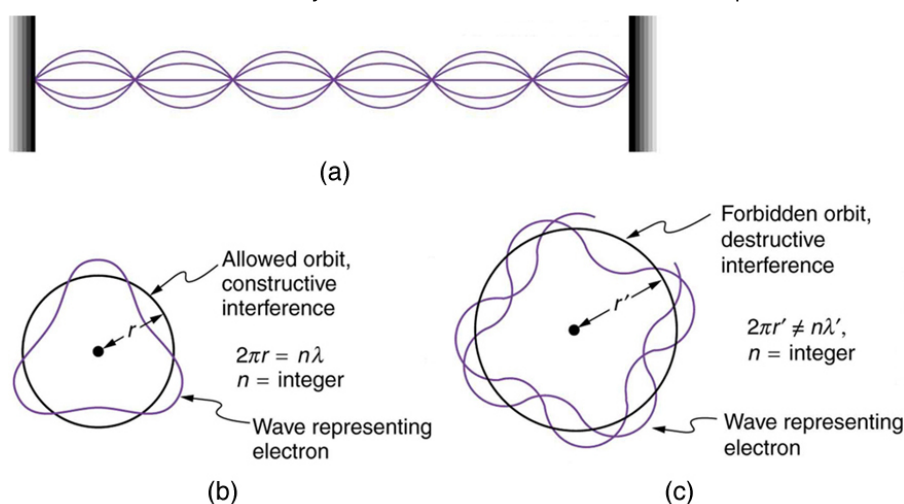 (a)
Allowed orbit,
constructive
interference
r
2πr = nλ
n = integer
Wave representing
electron
(b)
Forbidden orbit,
destructive
interference
r′
2πr′ ≠ nλ′,
n = integer
Wave representing
electron
(c)